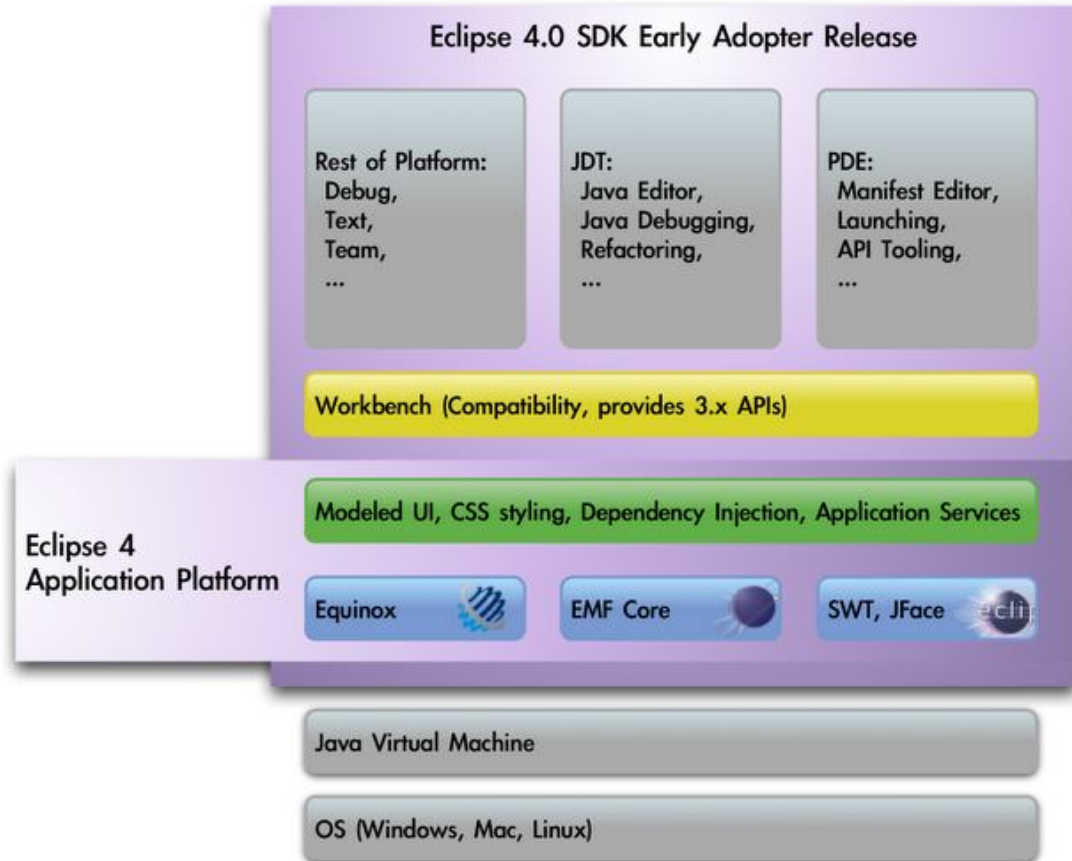 Eclipse 4.0 SDK Early Adopter Release
Rest of Platform:
Debug,
Text,
Team,
...
JDT:
Java Editor,
Java Debugging,
Refactoring,
...
PDE:
Manifest Editor,
Launching,
API Tooling,
...
Workbench (Compatibility, provides 3.x APIs)
Modeled UI, CSS styling, Dependency Injection, Application Services
Eclipse 4
Application Platform
Equinox
EMF Core
SWT, JFace
eclip
Java Virtual Machine
OS (Windows, Mac, Linux)